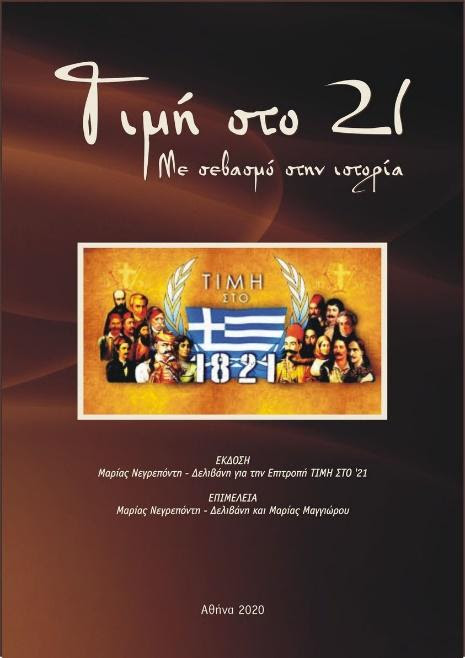 Τιμή στο 21
Με σεβασμό στην ιστορία
ΤΙΜΗ
ΣΤΟ
1821
ΕΚΔΟΣΗ
Μαρίας Νεγρεπόντη - Δελιβάνη για την Επιτροπή ΤΙΜΗ ΣΤΟ '21
ΕΠΙΜΕΛΕΙΑ
Μαρίας Νεγρεπόντη - Δελιβάνη και Μαρίας Μαγγιώρου
Αθήνα 2020